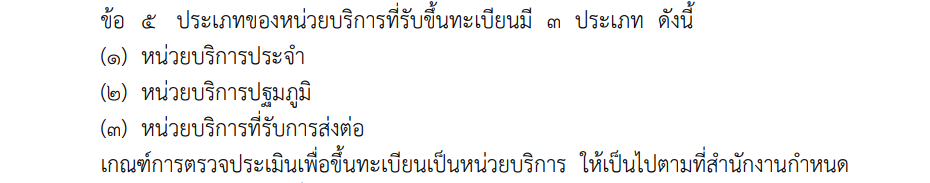 ข้อ ๕ ประเภทของหน่วยบริการที่รับขึ้นทะเบียนมี ๓ ประเภท ดังนี้
(๑) หน่วยบริการประจำ
(๒) หน่วยบริการปฐมภูมิ
(๓) หน่วยบริการที่รับการส่งต่อ
เกณฑ์การตรวจประเมินเพื่อขึ้นทะเบียนเป็นหน่วยบริการ ให้เป็นไปตามที่สำนักงานกำหนด